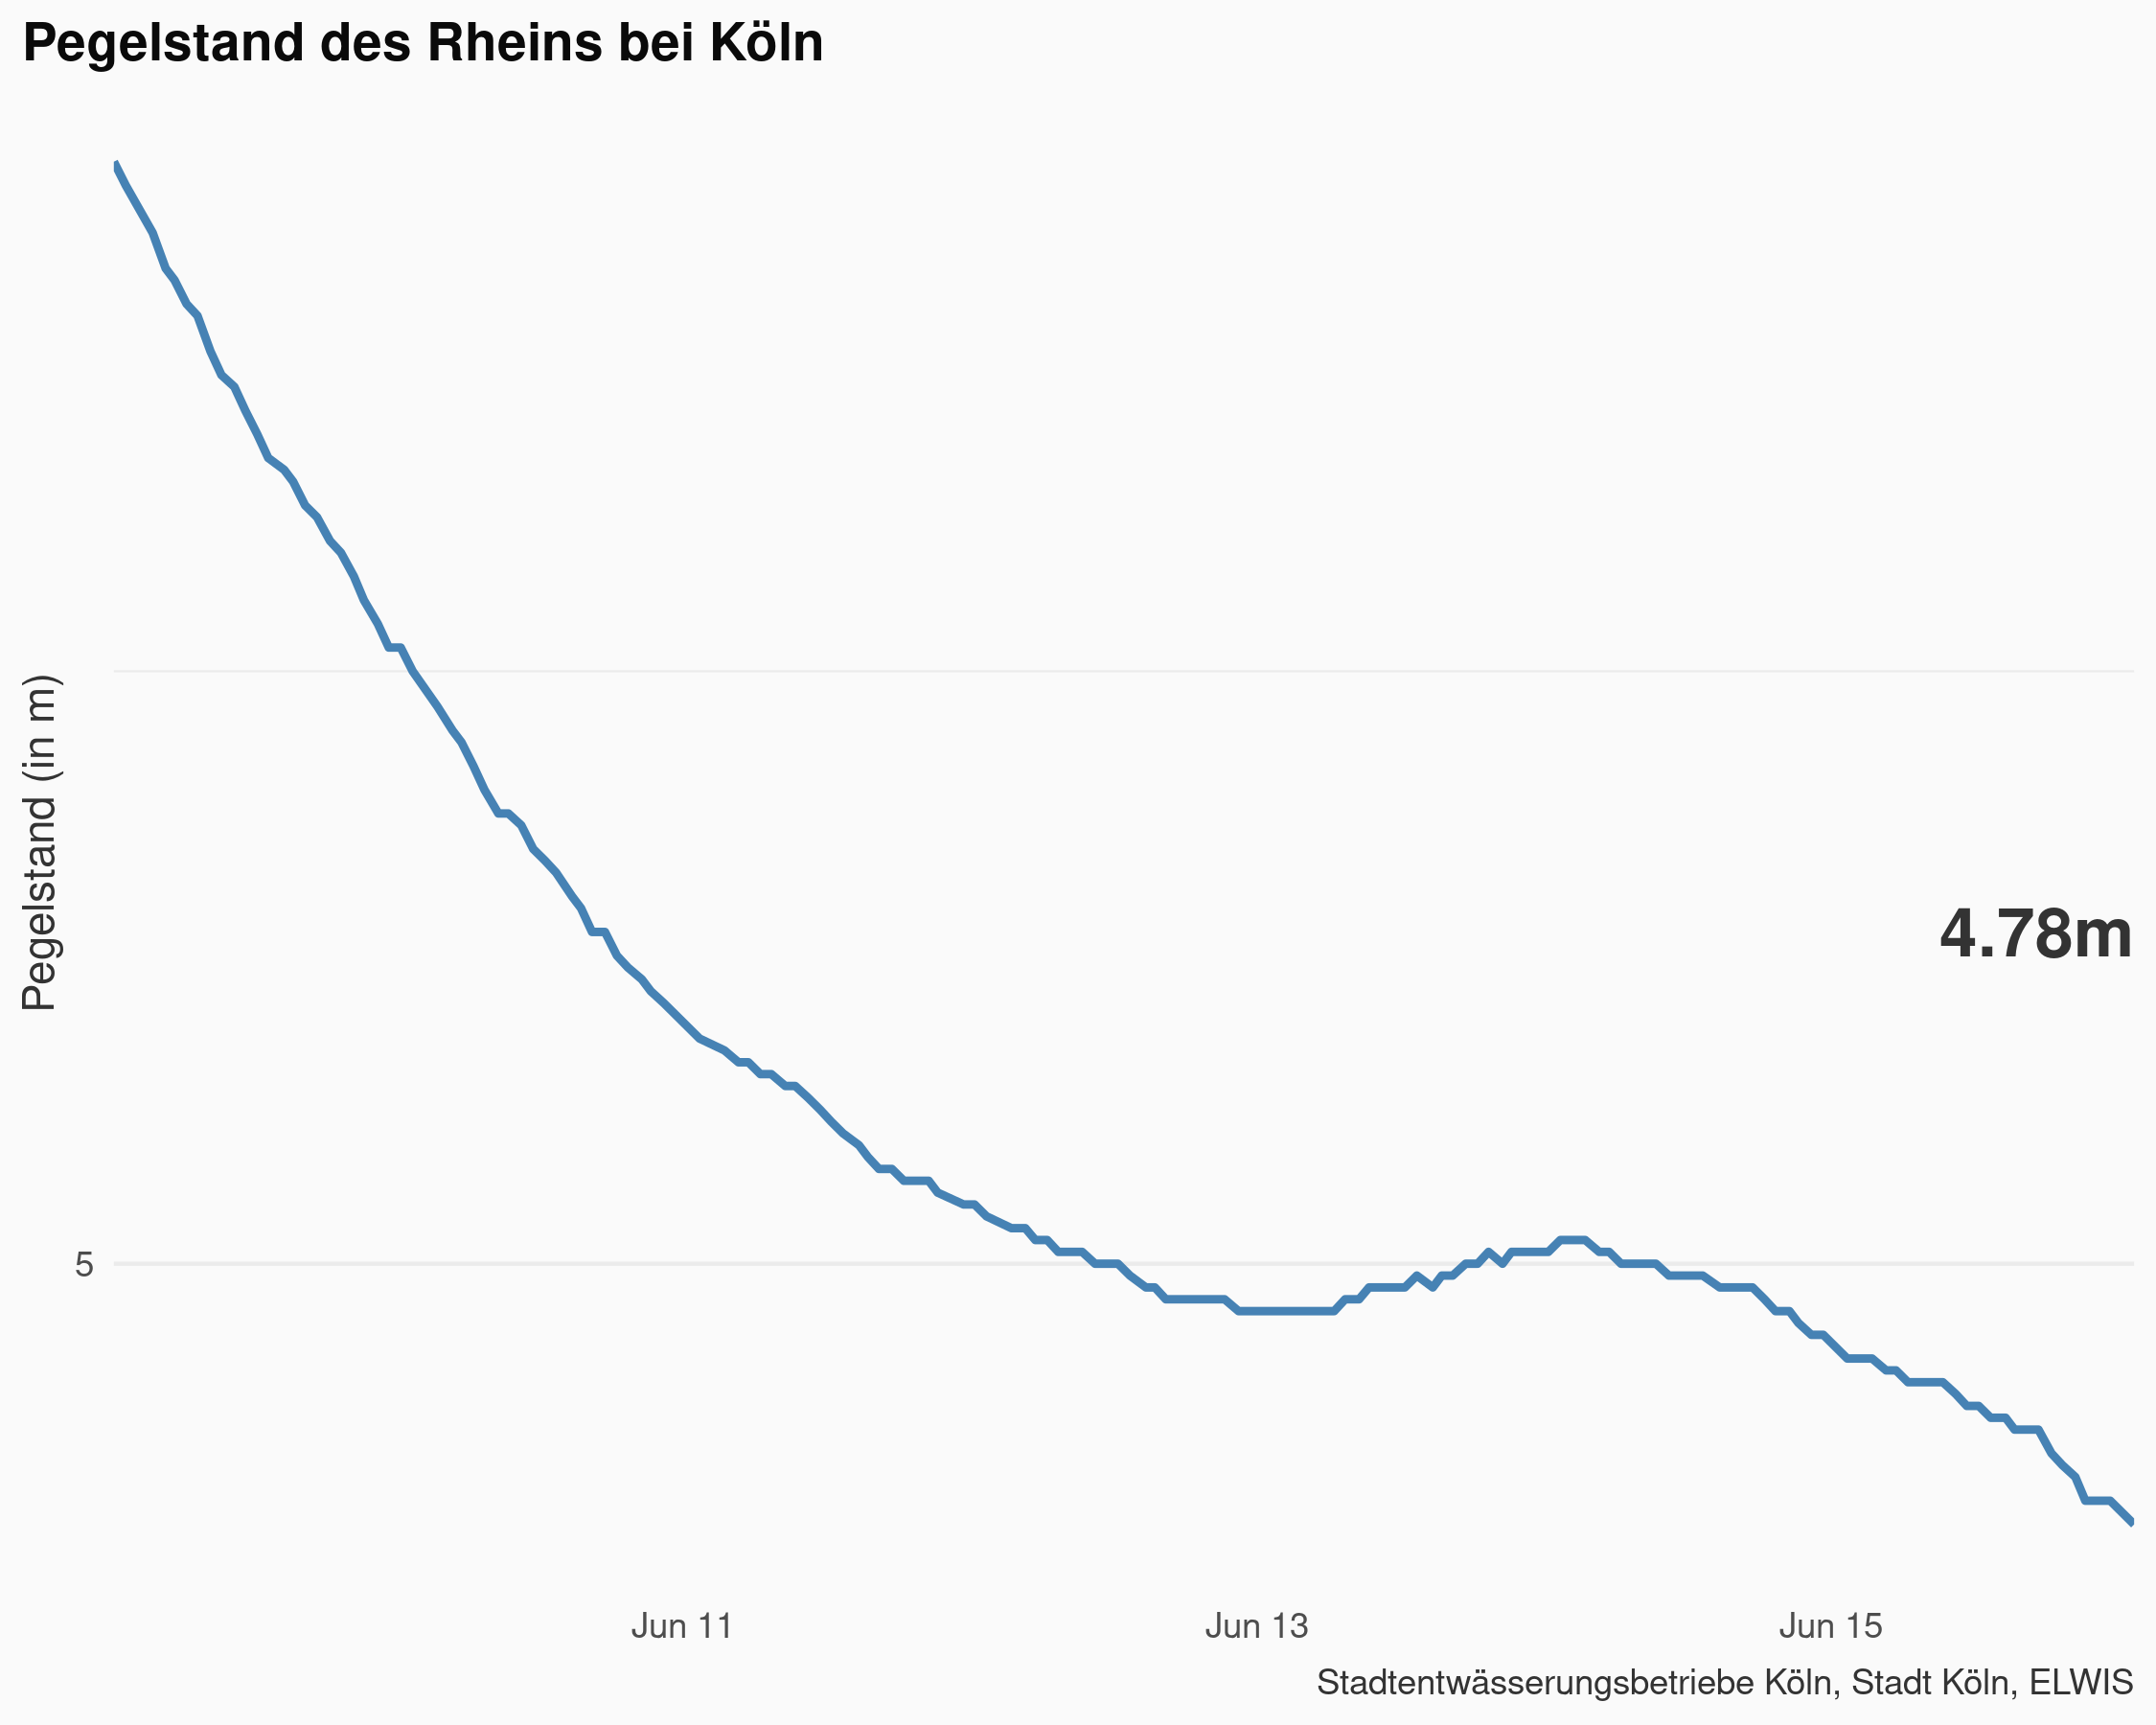 Pegelstand des Rheins bei Köln
Pegelstand (in m)
4.78m
5
Jun 11
Jun 13
Jun 15
Stadtentwässerungsbetriebe Köln, Stadt Köln, ELWIS